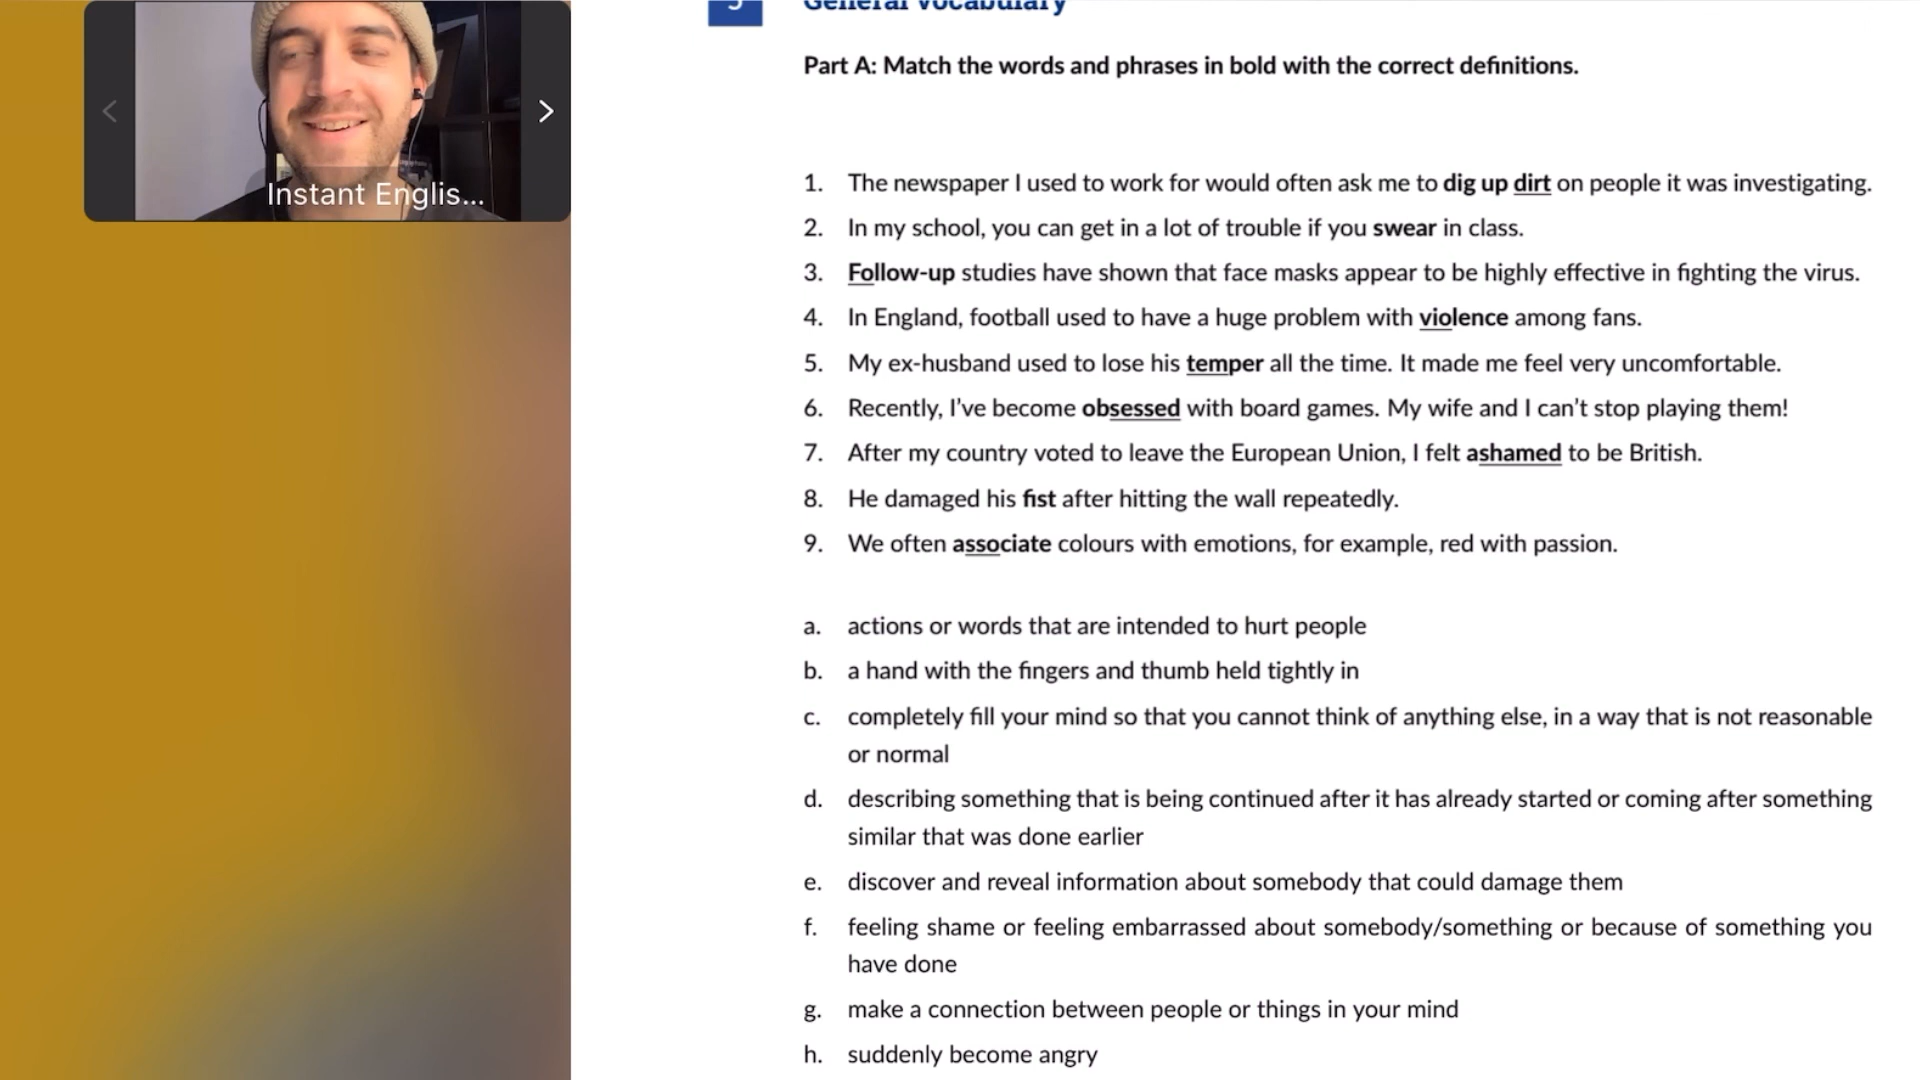 Instant Englis...
5
General Vocabulary
Part A: Match the words and phrases in bold with the correct definitions.
1. The newspaper I used to work for would often ask me to dig up dirt on people it was investigating.
2. In my school, you can get in a lot of trouble if you swear in class.
3. Follow-up studies have shown that face masks appear to be highly effective in fighting the virus.
4. In England, football used to have a huge problem with violence among fans.
5. My ex-husband used to lose his temper all the time. It made me feel very uncomfortable.
6. Recently, I’ve become obsessed with board games. My wife and I can’t stop playing them!
7. After my country voted to leave the European Union, I felt ashamed to be British.
8. He damaged his fist after hitting the wall repeatedly.
9. We often associate colours with emotions, for example, red with passion.
a. actions or words that are intended to hurt people
b. a hand with the fingers and thumb held tightly in
c. completely fill your mind so that you cannot think of anything else, in a way that is not reasonable
or normal
d. describing something that is being continued after it has already started or coming after something
similar that was done earlier
e. discover and reveal information about somebody that could damage them
f. feeling shame or feeling embarrassed about somebody/something or because of something you
have done
g. make a connection between people or things in your mind
h. suddenly become angry